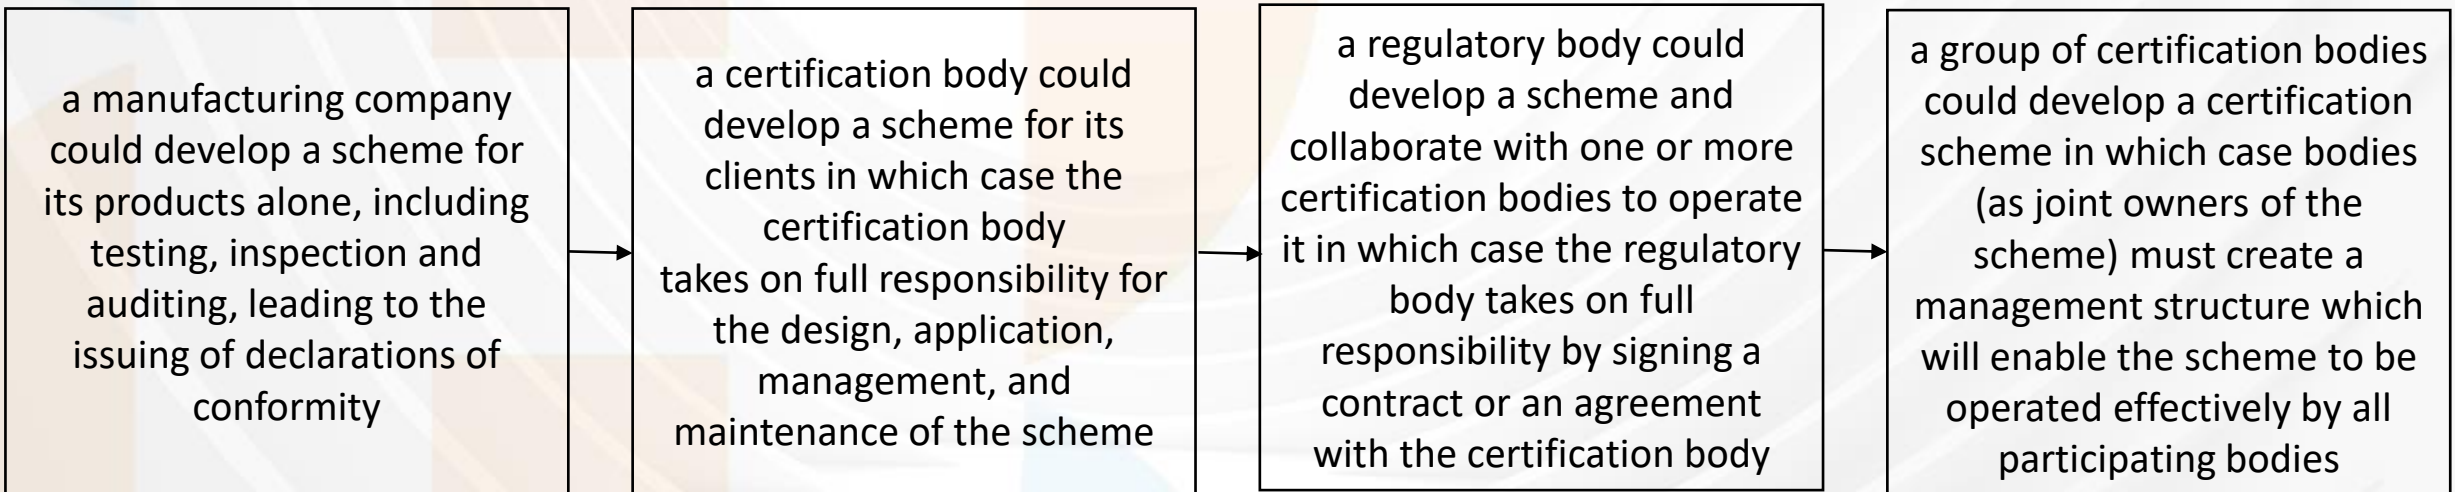 a manufacturing company
could develop a scheme for
its products alone, including
testing, inspection and
auditing, leading to the
issuing of declarations of
conformity
a certification body could
develop a scheme for its
clients in which case the
certification body
takes on full responsibility for
the design, application,
management, and
maintenance of the scheme
a regulatory body could
develop a scheme and
collaborate with one or more
certification bodies to operate
it in which case the regulatory
body takes on full
responsibility by signing a
contract or an agreement
with the certification body
a group of certification bodies
could develop a certification
scheme in which case bodies
(as joint owners of the
scheme) must create a
management structure which
will enable the scheme to be
operated effectively by all
participating bodies